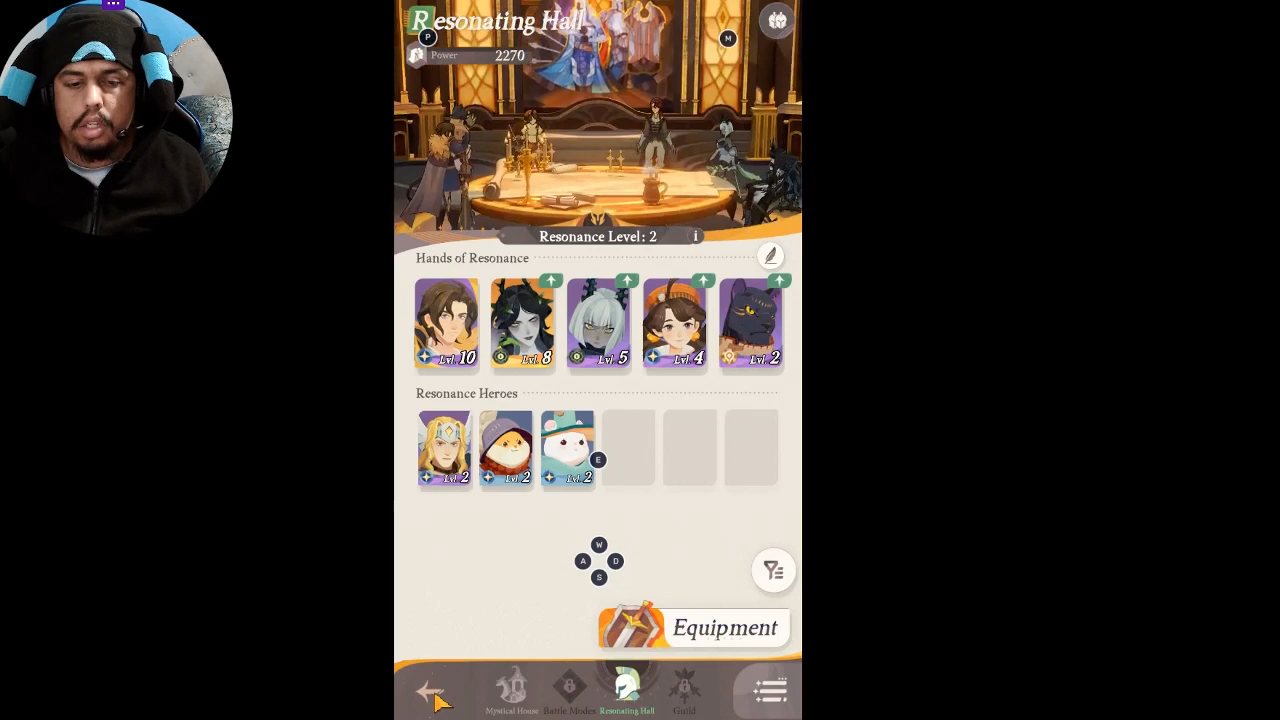 Resonating Hall
P
M
Power 2270
Resonance Level: 2 i
Hands of Resonance
Lvl.10 Lvl.8 Lvl.5 Lvl.4 Lvl.2
Resonance Heroes
Lvl.2 Lvl.2 Lvl.2
E
W
A D
S
Equipment
Mystical House Battle Modes Resonating Hall Guild